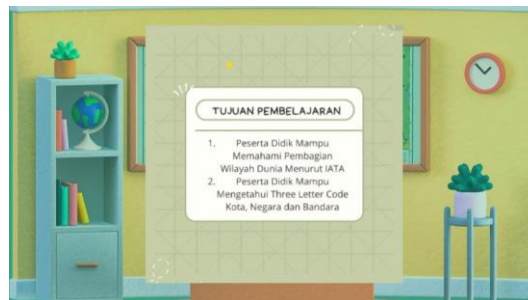 TUJUAN PEMBELAJARAN
1. Peserta Didik Mampu
Memahami Pembagian
Wilayah Dunia Menurut IATA
2. Peserta Didik Mampu
Mengetahui Three Letter Code
Kota, Negara dan Bandara